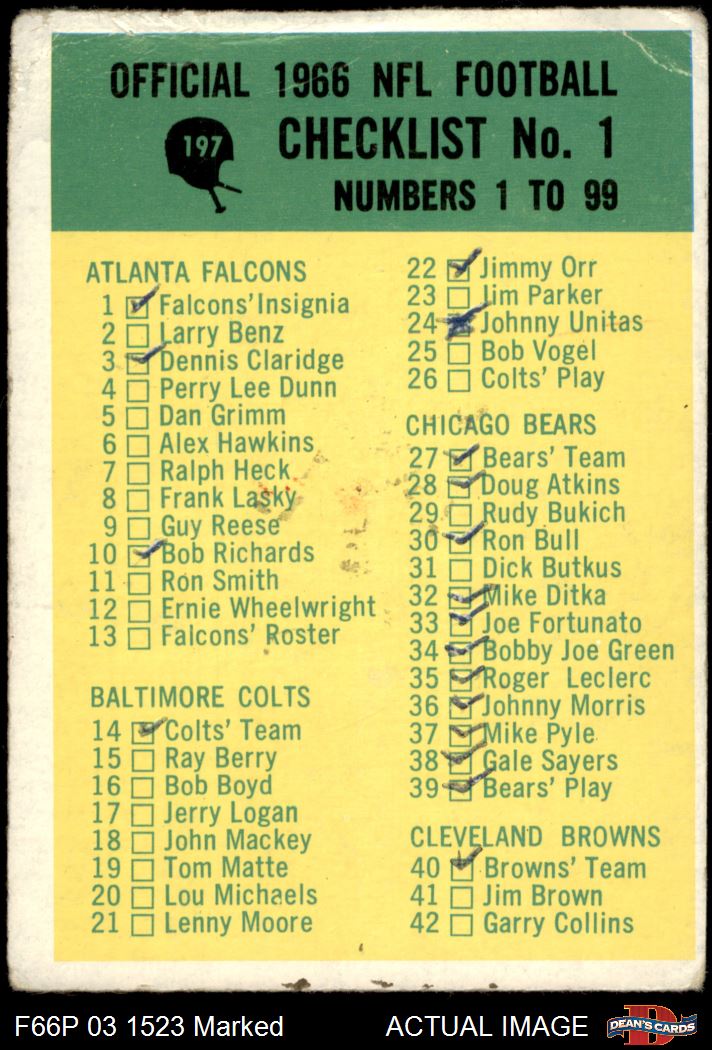 OFFICIAL 1966 NFL FOOTBALL
197
CHECKLIST No. 1
NUMBERS 1 TO 99
ATLANTA FALCONS
1 Falcons' Insignia
2 Larry Benz
3 Dennis Claridge
4 Perry Lee Dunn
5 Dan Grimm
6 Alex Hawkins
7 Ralph Heck
8 Frank Lasky
9 Guy Reese
10 Bob Richards
11 Ron Smith
12 Ernie Wheelwright
13 Falcons' Roster
BALTIMORE COLTS
14 Colts' Team
15 Ray Berry
16 Bob Boyd
17 Jerry Logan
18 John Mackey
19 Tom Matte
20 Lou Michaels
21 Lenny Moore
22 Jimmy Orr
23 Jim Parker
24 Johnny Unitas
25 Bob Vogel
26 Colts' Play
CHICAGO BEARS
27 Bears' Team
28 Doug Atkins
29 Rudy Bukich
30 Ron Bull
31 Dick Butkus
32 Mike Ditka
33 Joe Fortunato
34 Bobby Joe Green
35 Roger Leclerc
36 Johnny Morris
37 Mike Pyle
38 Gale Sayers
39 Bears' Play
CLEVELAND BROWNS
40 Browns' Team
41 Jim Brown
42 Garry Collins
F66P 03 1523 Marked
ACTUAL IMAGE
D
DEAN'S CARDS